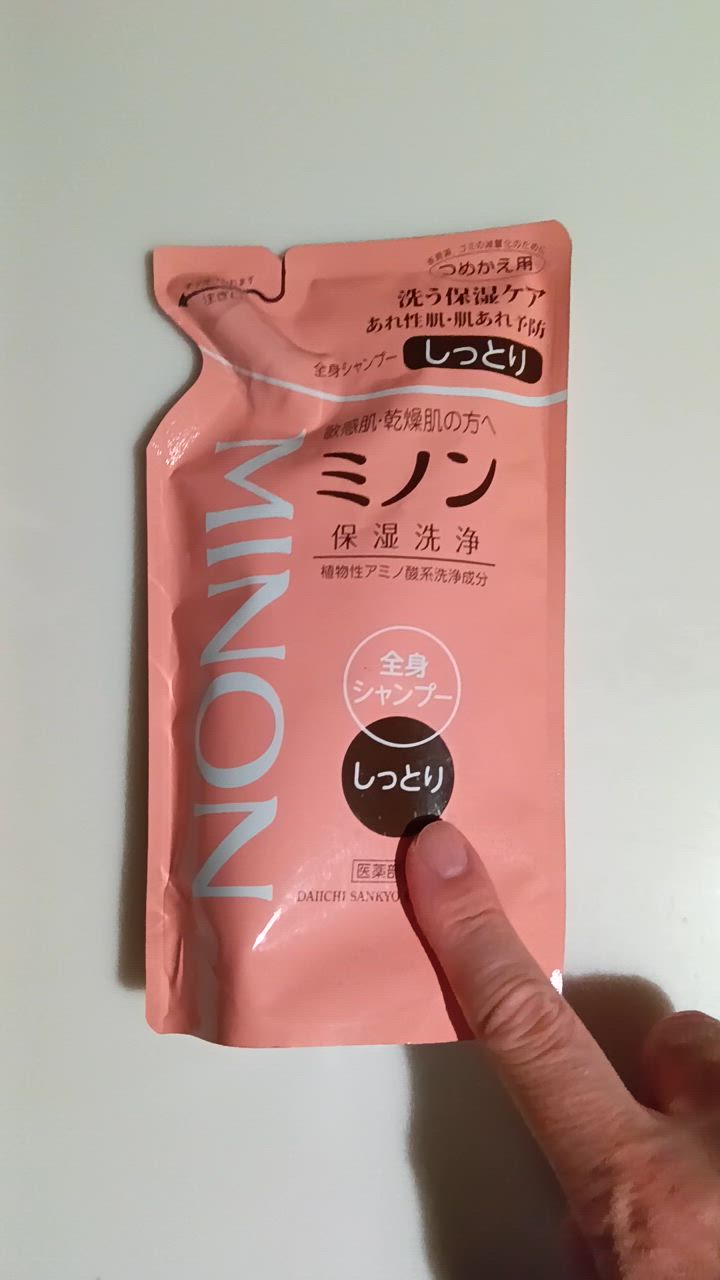 つめかえ用
洗う保湿ケア
あれ性肌・肌あれ予防
全身シャンプー しっとり
敏感肌・乾燥肌の方へ
ミノン
保湿洗浄
植物性アミノ酸系洗浄成分
MINON
全身
シャンプー
しっとり
医薬部
DAIICHI SANKYO